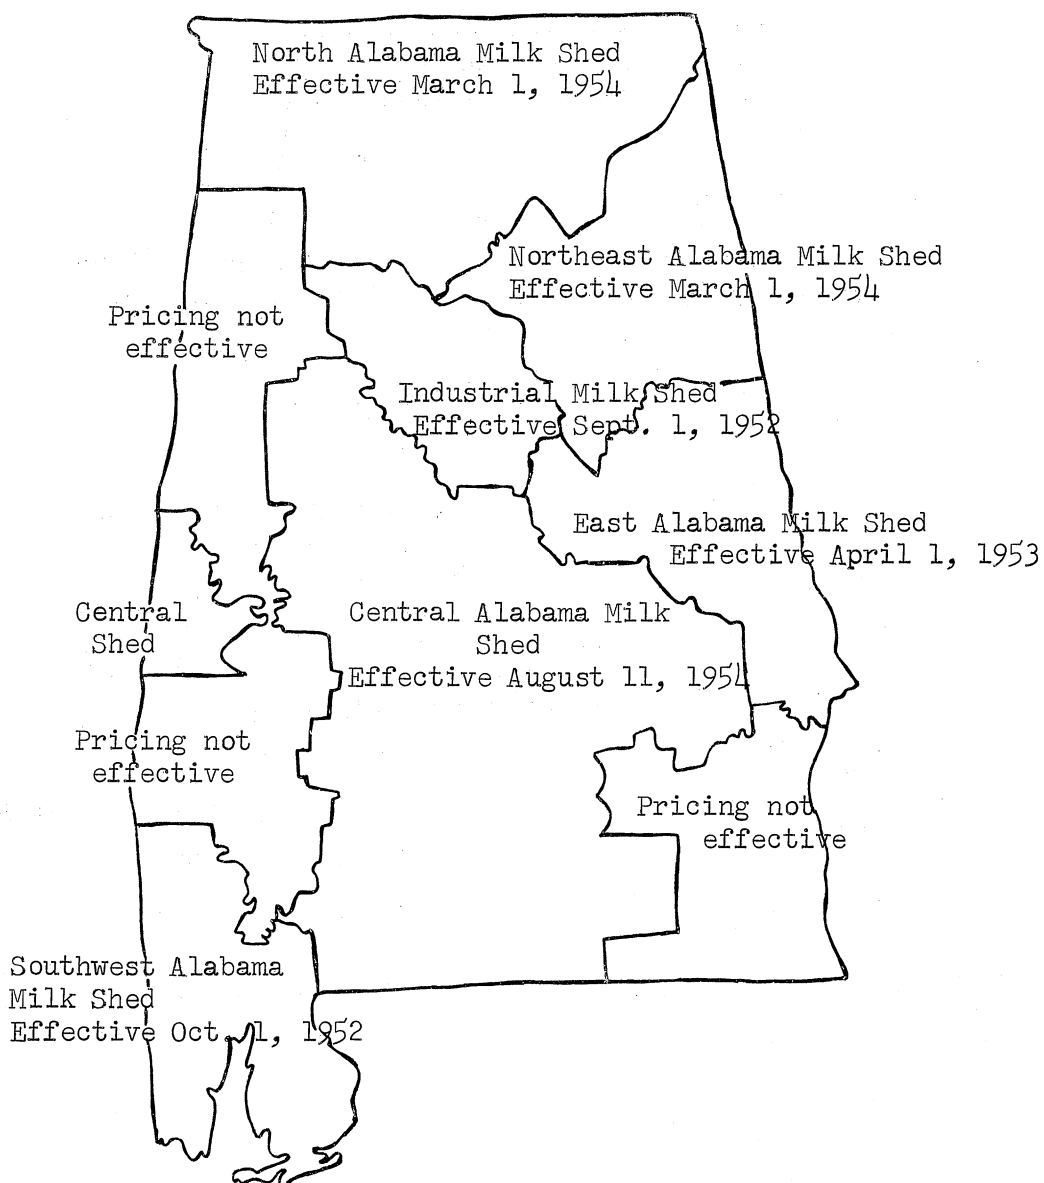 North Alabama Milk Shed
Effective March 1, 1954
Northeast Alabama Milk Shed
Effective March 1, 1954
Pricing not
effective
Industrial Milk Shed
Effective Sept. 1, 1952
East Alabama Milk Shed
Effective April 1, 1953
Central
Shed
Central Alabama Milk
Shed
Effective August 11, 1954
Pricing not
effective
Pricing not
effective
Southwest Alabama
Milk Shed
Effective Oct. 1, 1952